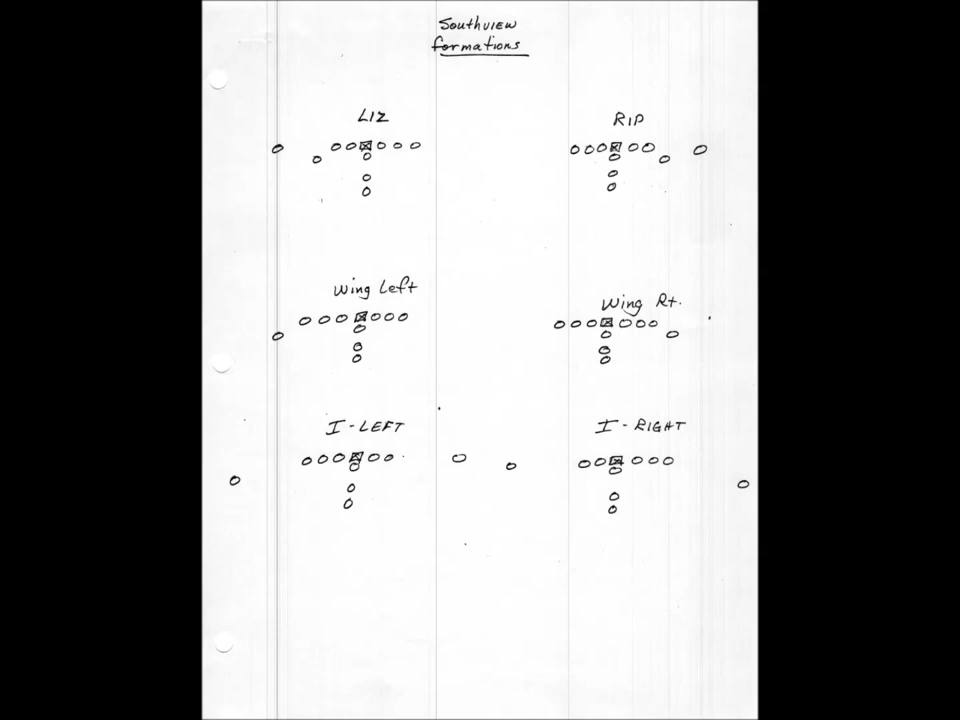 Southview
formations
LIZ
RIP
Wing Left
Wing Rt.
I-LEFT
I-RIGHT